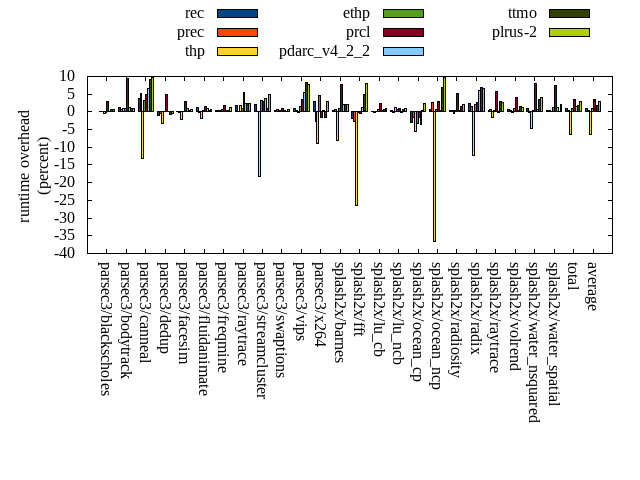 rec ethp ttmo
prec prcl plrus-2
thp pdarc_v4_2_2
runtime overhead
(percent)
10
5
0
-5
-10
-15
-20
-25
-30
-35
-40
parsec3/blackscholes
parsec3/bodytrack
parsec3/canneal
parsec3/dedup
parsec3/facesim
parsec3/fluidanimate
parsec3/freqmine
parsec3/raytrace
parsec3/streamcluster
parsec3/swaptions
parsec3/vips
parsec3/x264
splash2x/barnes
splash2x/fft
splash2x/lu_cb
splash2x/lu_ncb
splash2x/ocean_cp
splash2x/ocean_ncp
splash2x/radiosity
splash2x/radix
splash2x/raytrace
splash2x/volrend
splash2x/water_nsquared
splash2x/water_spatial
total
average